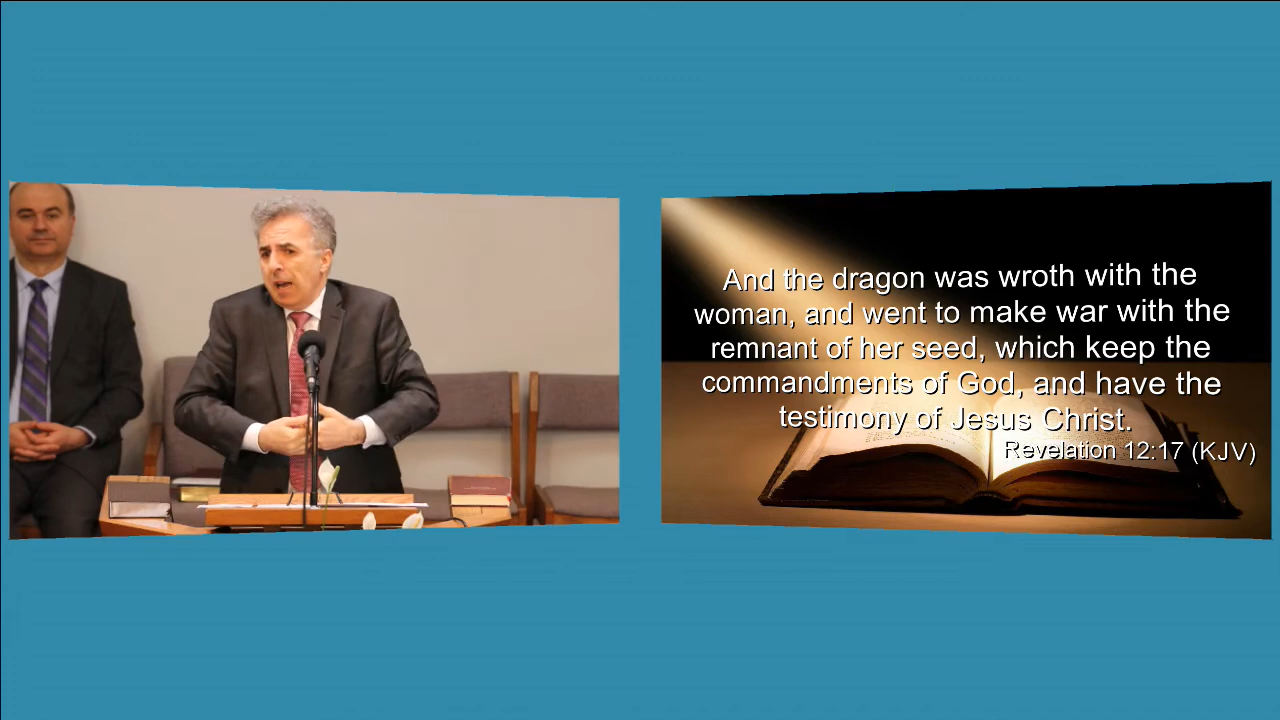 And the dragon was wroth with the
woman, and went to make war with the
remnant of her seed, which keep the
commandments of God, and have the
testimony of Jesus Christ.
Revelation 12:17 (KJV)